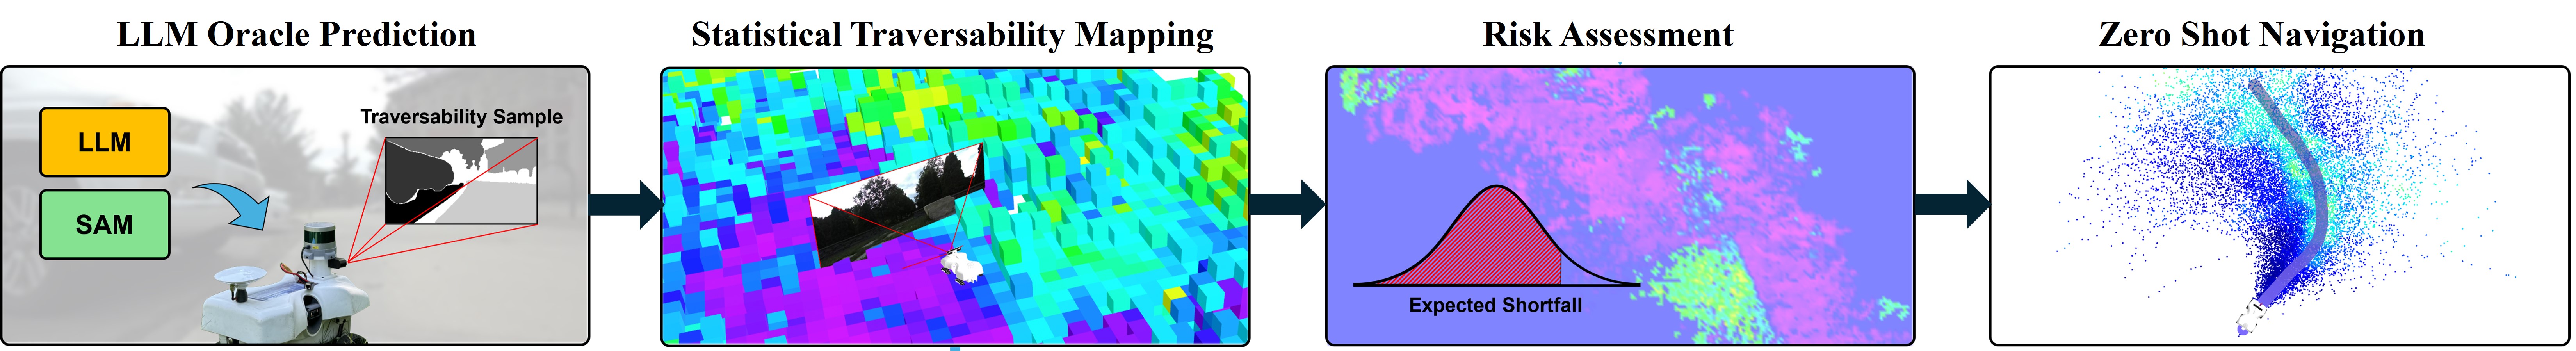 LLM Oracle Prediction
LLM
SAM
Traversability Sample
Statistical Traversability Mapping
Risk Assessment
Expected Shortfall
Zero Shot Navigation